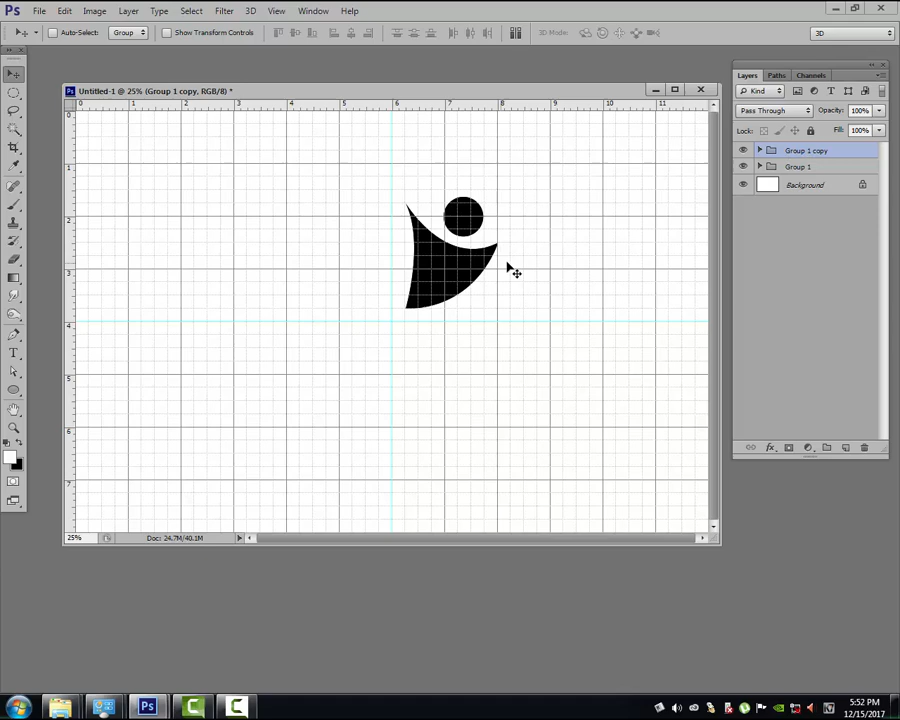 Ps File Edit Image Layer Type Select Filter 3D View Window Help
Auto-Select: Group Show Transform Controls 3D Mode: 3D
Ps Untitled-1 @ 25% (Group 1 copy, RGB/8) *
0 1 2 3 4 5 6 7 8 9 10 11
0
1
2
3
4
5
6
7
25% Doc: 24.7M/40.1M
Layers Paths Channels
Kind
Pass Through Opacity: 100%
Lock: Fill: 100%
Group 1 copy
Group 1
Background
fx
Ps C C
5:52 PM
12/15/2017